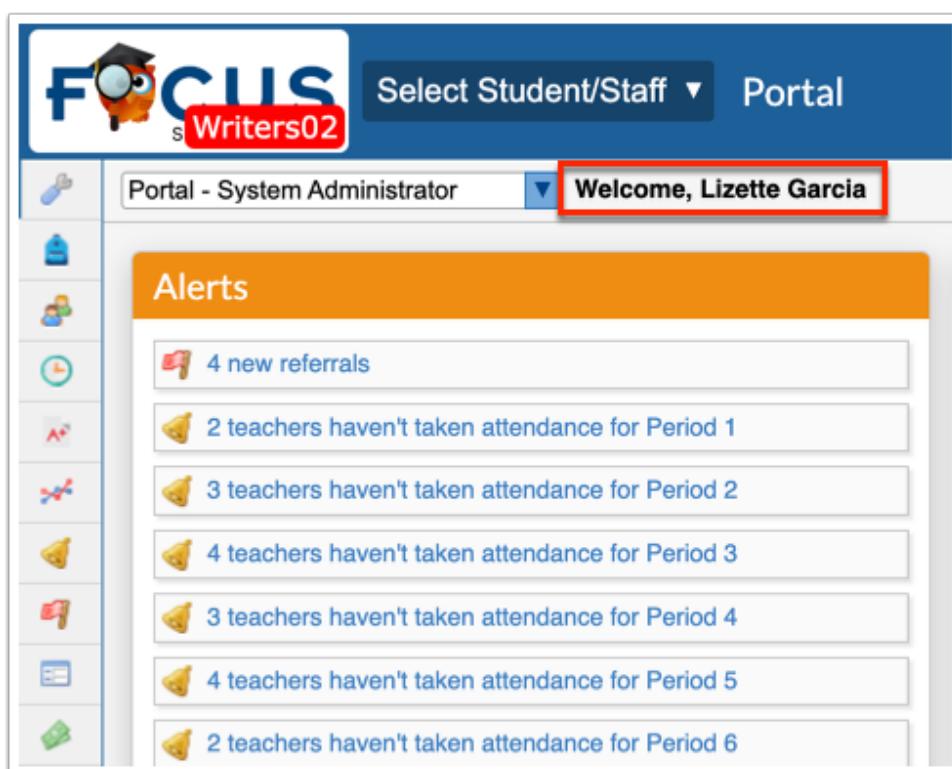 FOCUS
S
Writers02
Select Student/Staff ▼
Portal
Portal - System Administrator
Welcome, Lizette Garcia
Alerts
4 new referrals
2 teachers haven't taken attendance for Period 1
3 teachers haven't taken attendance for Period 2
4 teachers haven't taken attendance for Period 3
3 teachers haven't taken attendance for Period 4
4 teachers haven't taken attendance for Period 5
2 teachers haven't taken attendance for Period 6